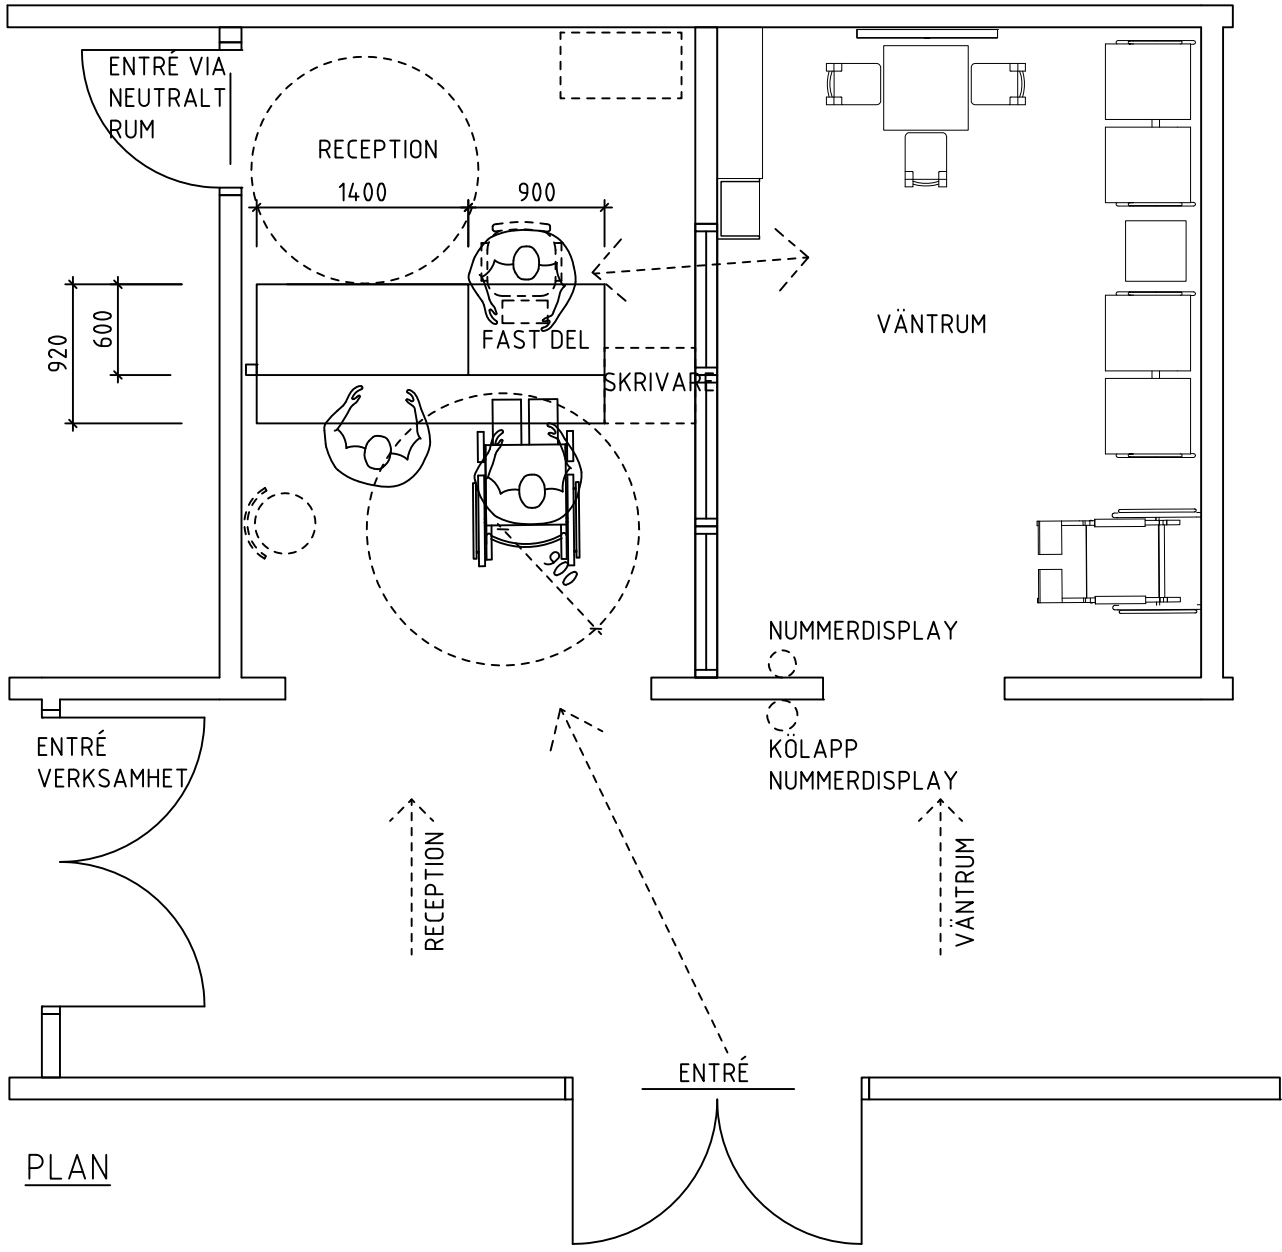 ENTRÉ VIA
NEUTRALT
RUM
RECEPTION
1400
900
600
920
FAST DEL
SKRIVARE
VÄNTRUM
900
NUMMERDISPLAY
KÖLAPP
NUMMERDISPLAY
ENTRÉ
VERKSAMHET
RECEPTION
VÄNTRUM
ENTRÉ
PLAN